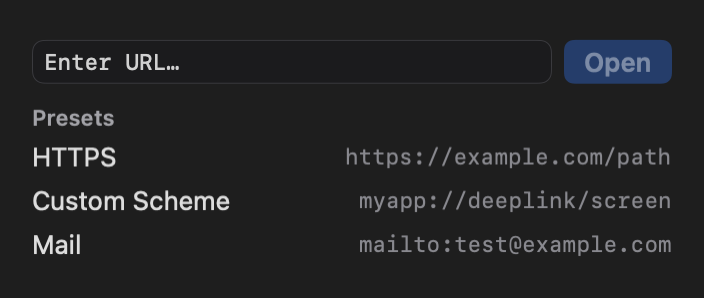 Enter URL… Open
Presets
HTTPS https://example.com/path
Custom Scheme myapp://deeplink/screen
Mail mailto:test@example.com